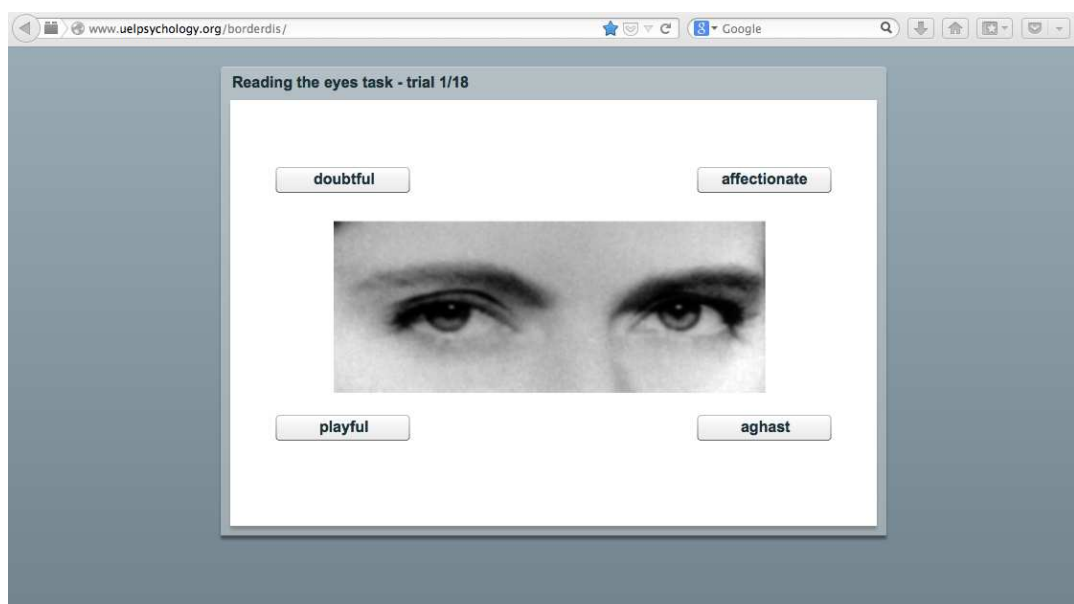 www.uelpsychology.org/borderdis/
Google
Reading the eyes task - trial 1/18
doubtful affectionate
playful aghast